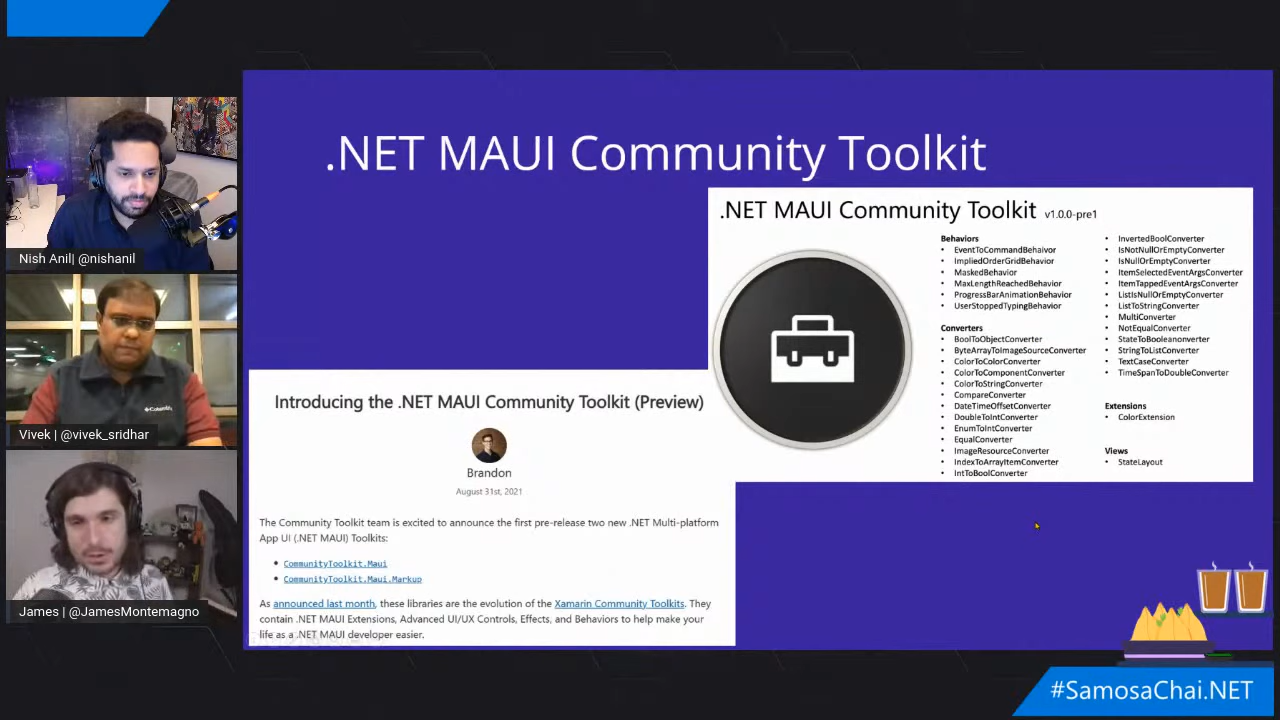 .NET MAUI Community Toolkit
.NET MAUI Community Toolkit v1.0.0-pre1
Behaviors
• EventToCommandBehaivor
• ImpliedOrderGridBehavior
• MaskedBehavior
• MaxLengthReachedBehavior
• ProgressBarAnimationBehavior
• UserStoppedTypingBehavior
Converters
• BoolToObjectConverter
• ByteArrayToImageSourceConverter
• ColorToColorConverter
• ColorToComponentConverter
• ColorToStringConverter
• CompareConverter
• DateTimeOffsetConverter
• DoubleToIntConverter
• EnumToIntConverter
• EqualConverter
• ImageResourceConverter
• IndexToArrayItemConverter
• IntToBoolConverter
• InvertedBoolConverter
• IsNotNullOrEmptyConverter
• IsNullOrEmptyConverter
• ItemSelectedEventArgsConverter
• ItemTappedEventArgsConverter
• ListIsNullOrEmptyConverter
• ListToStringConverter
• MultiConverter
• NotEqualConverter
• StateToBooleanonverter
• StringToListConverter
• TextCaseConverter
• TimeSpanToDoubleConverter
Extensions
• ColorExtension
Views
• StateLayout
Introducing the .NET MAUI Community Toolkit (Preview)
Brandon
August 31st, 2021
The Community Toolkit team is excited to announce the first pre-release two new .NET Multi-platform
App UI (.NET MAUI) Toolkits:
• CommunityToolkit.Maui
• CommunityToolkit.Maui.Markup
As announced last month, these libraries are the evolution of the Xamarin Community Toolkits. They
contain .NET MAUI Extensions, Advanced UI/UX Controls, Effects, and Behaviors to help make your
life as a .NET MAUI developer easier.
Nish Anil| @nishanil
Columbia
Vivek | @vivek_sridhar
James | @JamesMontemagno
#SamosaChai.NET